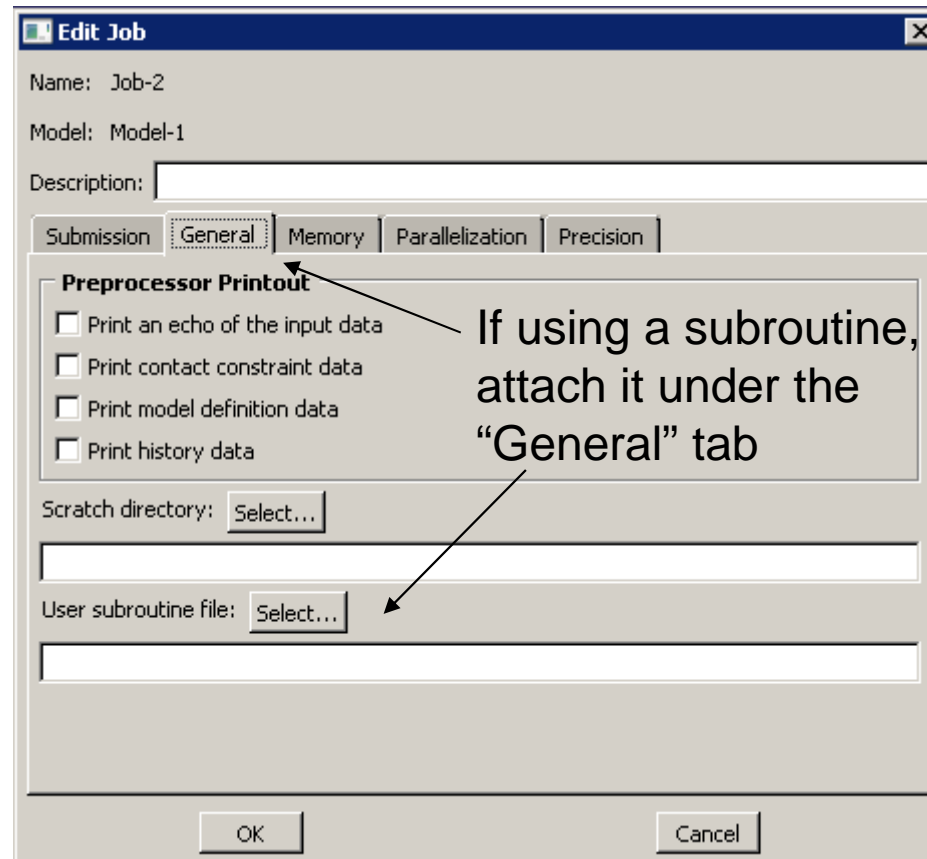 Edit Job
Name: Job-2
Model: Model-1
Description:
Submission General Memory Parallelization Precision
Preprocessor Printout
Print an echo of the input data
Print contact constraint data
Print model definition data
Print history data
If using a subroutine,
attach it under the
“General” tab
Scratch directory: Select...
User subroutine file: Select...
OK Cancel